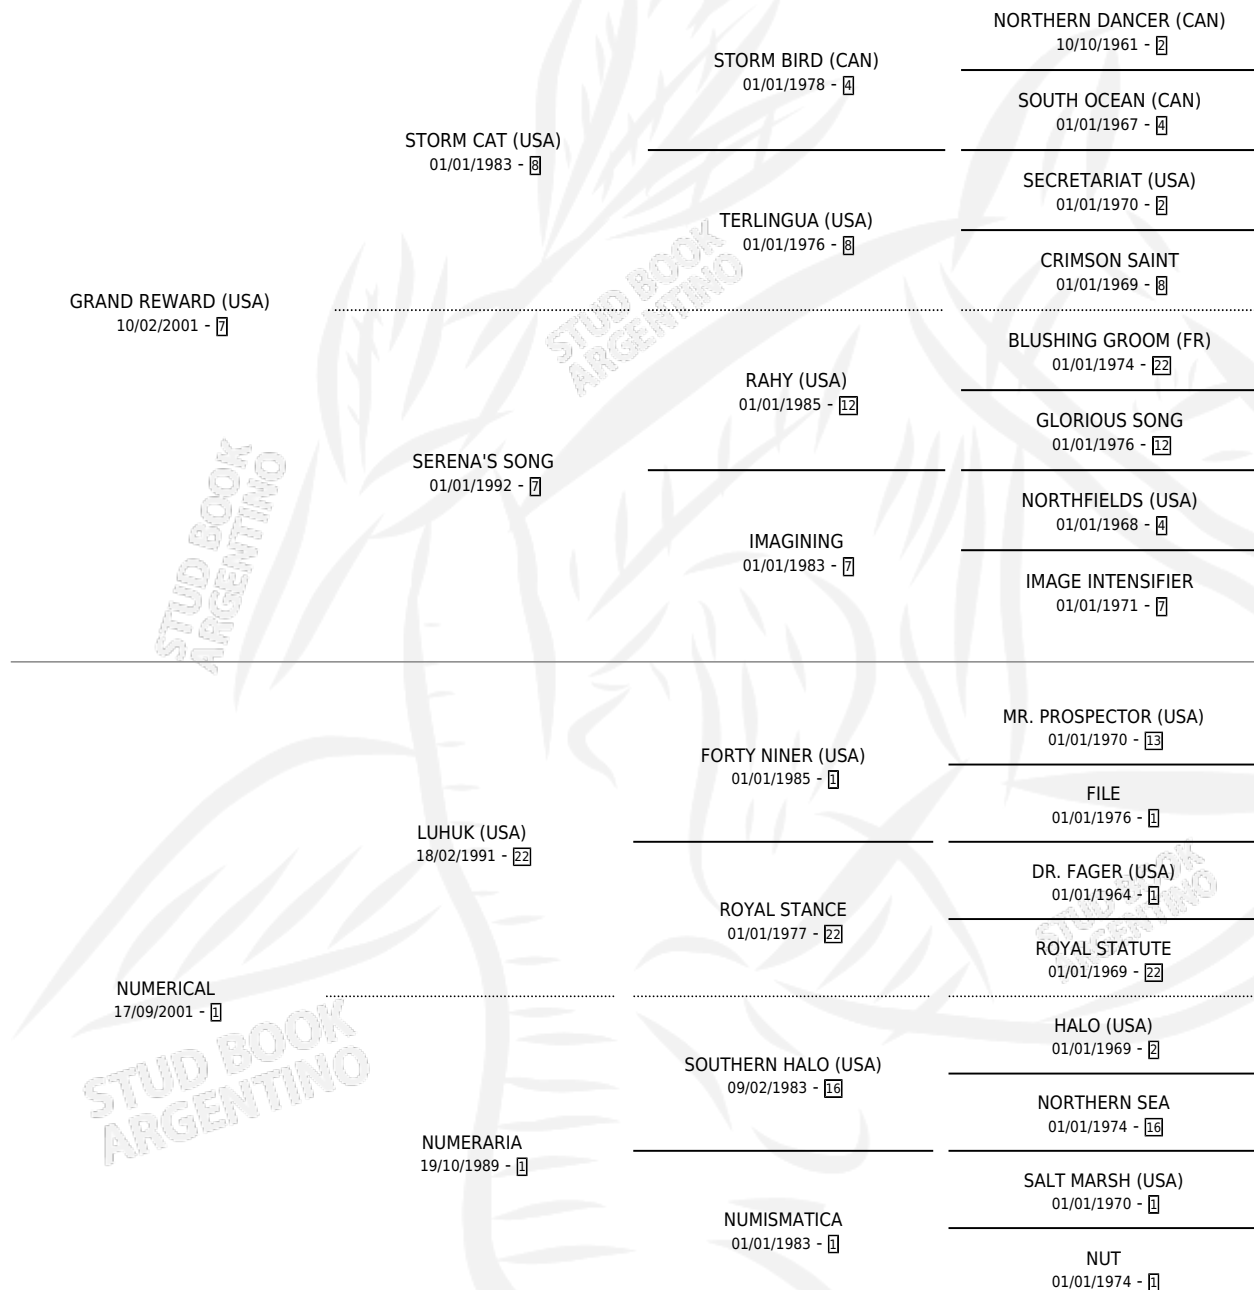 NORTHERN DANCER (CAN)
10/10/1961 - 2
STORM BIRD (CAN)
01/01/1978 - 4
SOUTH OCEAN (CAN)
01/01/1967 - 4
STORM CAT (USA)
01/01/1983 - 8
SECRETARIAT (USA)
01/01/1970 - 2
TERLINGUA (USA)
01/01/1976 - 8
CRIMSON SAINT
01/01/1969 - 8
GRAND REWARD (USA)
10/02/2001 - 7
STUD BOOK
ARGENTINO
BLUSHING GROOM (FR)
01/01/1974 - 22
RAHY (USA)
01/01/1985 - 12
GLORIOUS SONG
01/01/1976 - 12
SERENA'S SONG
01/01/1992 - 7
NORTHFIELDS (USA)
01/01/1968 - 4
IMAGINING
01/01/1983 - 7
IMAGE INTENSIFIER
01/01/1971 - 7
STUD BOOK
ARGENTINO
MR. PROSPECTOR (USA)
01/01/1970 - 13
FORTY NINER (USA)
01/01/1985 - 1
FILE
01/01/1976 - 1
LUHUK (USA)
18/02/1991 - 22
DR. FAGER (USA)
01/01/1964 - 1
ROYAL STANCE
01/01/1977 - 22
STUD BOOK
ARGENTINO
ROYAL STATUTE
01/01/1969 - 22
NUMERICAL
17/09/2001 - 1
HALO (USA)
01/01/1969 - 2
SOUTHERN HALO (USA)
09/02/1983 - 16
STUD BOOK
ARGENTINO
NORTHERN SEA
01/01/1974 - 16
NUMERARIA
19/10/1989 - 1
SALT MARSH (USA)
01/01/1970 - 1
NUMISMATICA
01/01/1983 - 1
NUT
01/01/1974 - 1